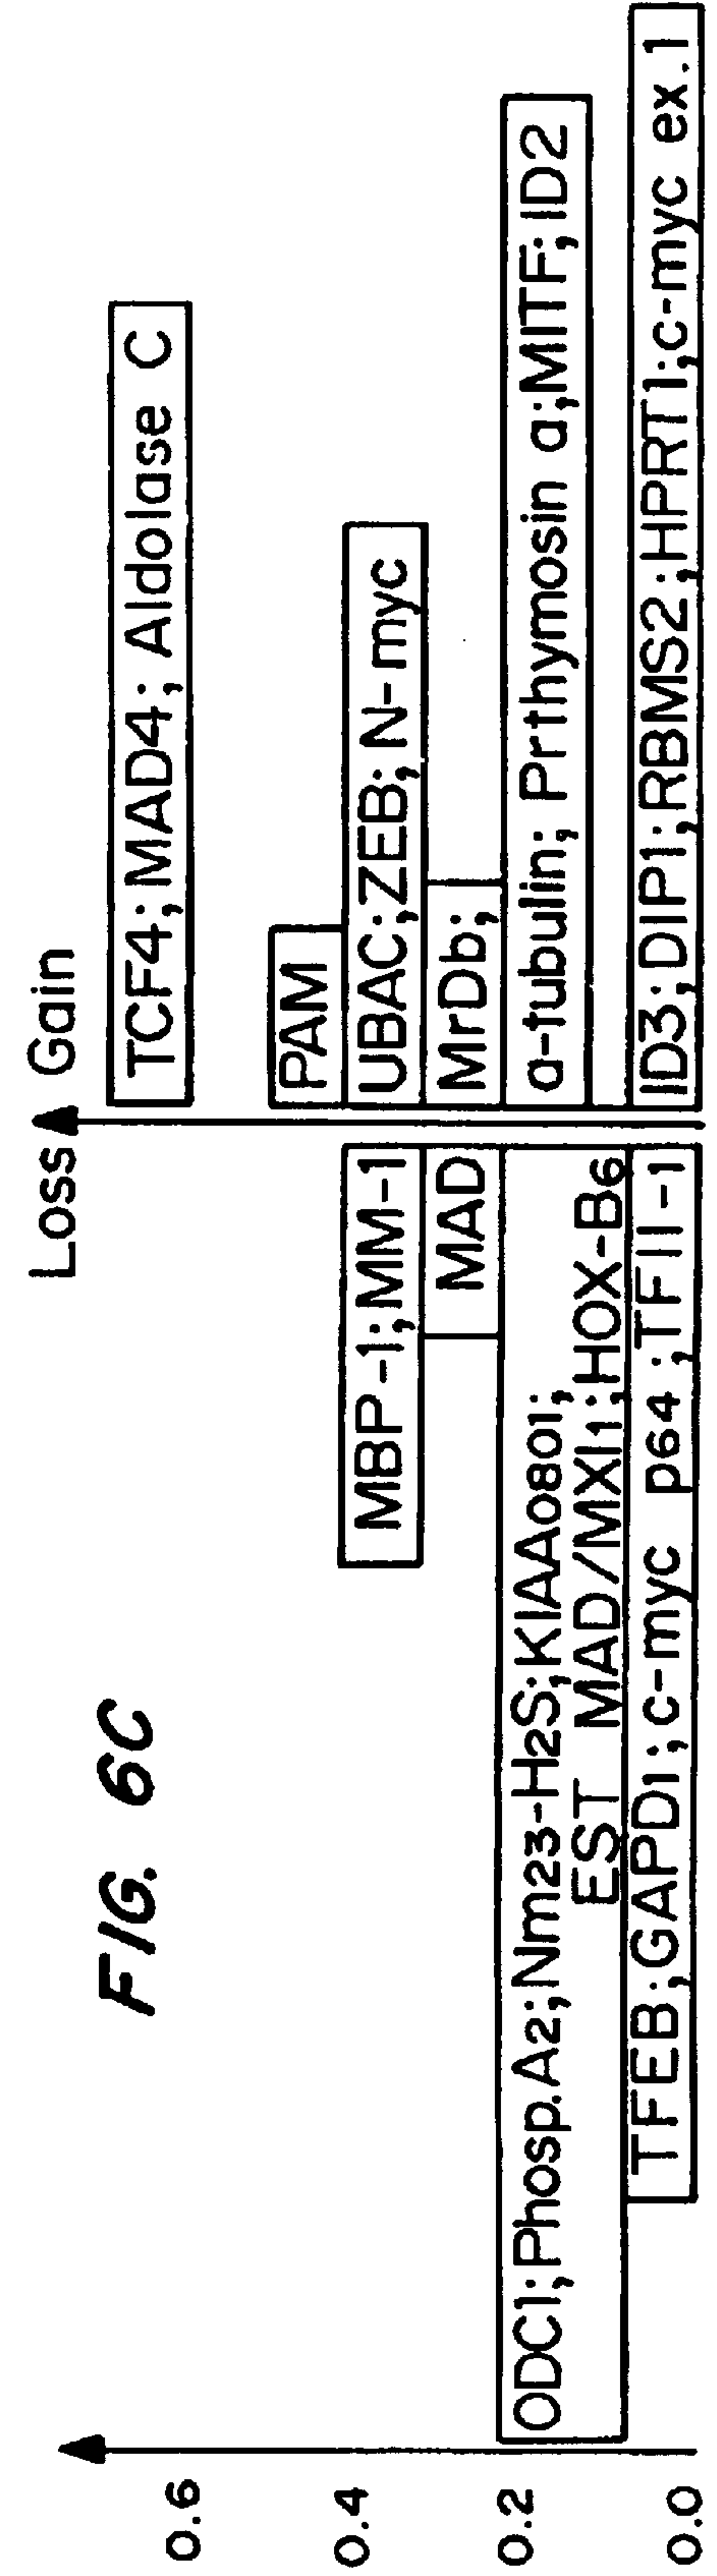 FIG. 6C
Loss Gain
0.6
0.4
0.2
0.0
TCF4; MAD4; Aldolase C
PAM
MBP-1; MM-1
UBAC; ZEB; N-myc
MAD
MrDb;
ODC1; Phosp.A2; Nm23-H2S; KIAA0801;
EST MAD/MXI1; HOX-B6
α-tubulin; Prthymosin α; MITF; ID2
TFEB; GAPD1; c-myc p64; TFII-1
ID3; DIP1; RBMS2; HPRT1; c-myc ex.1